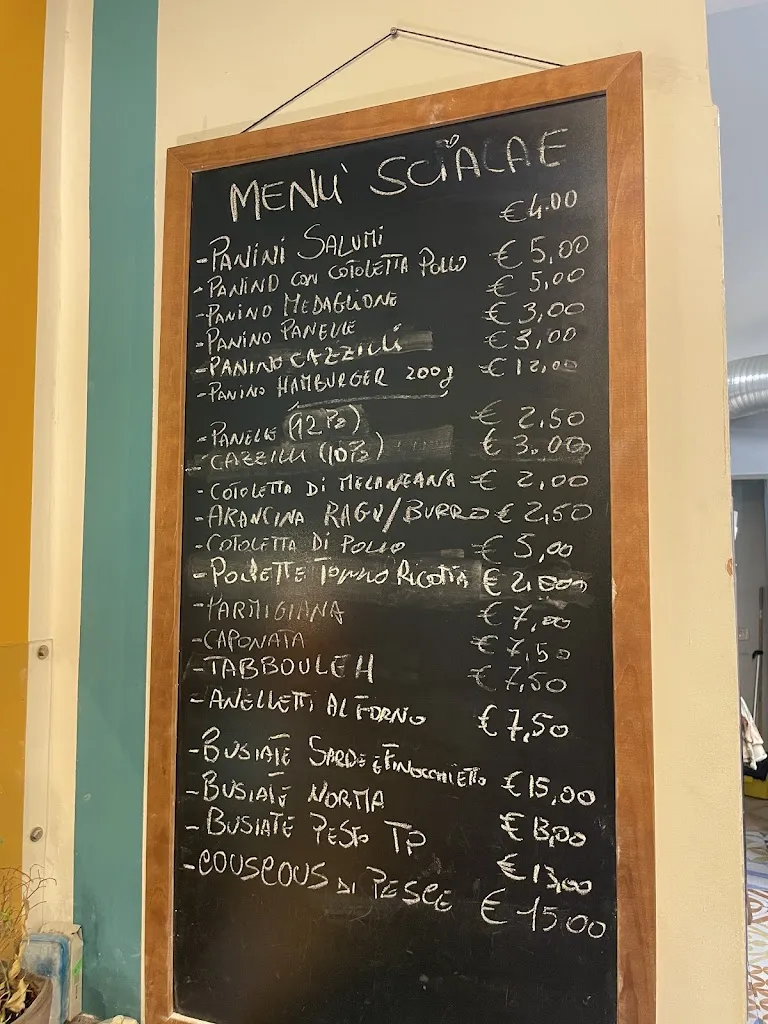 MENU' SCIALAE
- PANINI SALUMI €4.00
- PANINO CON COTOLETTA POLLO € 5,00
- PANINO MEDAGLIONE € 5,00
- PANINO PANELLE € 3,00
- PANINO CAZZILLI € 3,00
- PANINO HAMBURGER 200g € 12,00
- PANELLE (12 Pz) € 2,50
- CAZZILLI (10 Pz) € 3.00
- COTOLETTA DI MELANZANA € 2,00
- ARANCINA RAGU/BURRO € 2,50
- COTOLETTA DI POLLO € 5,00
- POLPETTE TONNO RICOTTA €
- PARMIGIANA € 7,00
- CAPONATA € 7,50
- TABBOULEH € 7,50
- ANELLETTI AL FORNO € 7,50
- BUSIATE SARDE E FINOCCHIETTO €15,00
- BUSIATE NORMA € 13,00
- BUSIATE PESTO TP € 13,00
- COUSCOUS DI PESCE € 15 00